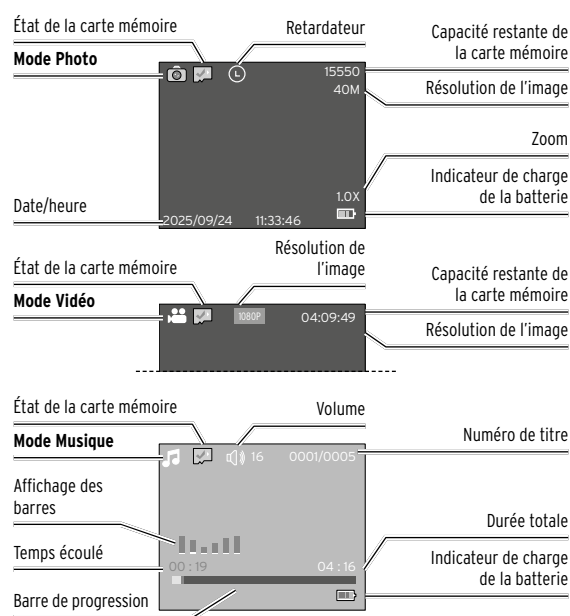 État de la carte mémoire
Retardateur
Capacité restante de
la carte mémoire
Mode Photo
15550
Résolution de l'image
40M
Zoom
Indicateur de charge
de la batterie
1.0X
Date/heure
2025/09/24 11:33:46
Résolution de
l'image
État de la carte mémoire
Capacité restante de
la carte mémoire
Mode Vidéo
1080P
04:09:49
Résolution de l'image
État de la carte mémoire
Volume
Numéro de titre
Mode Musique
16
0001/0005
Affichage des
barres
Durée totale
Temps écoulé
00 : 19
04 : 16
Indicateur de charge
de la batterie
Barre de progression